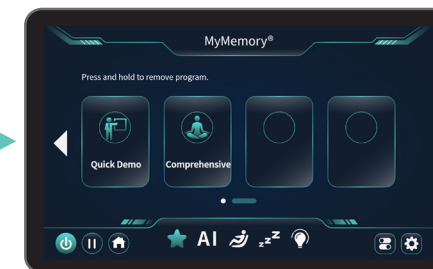 MyMemory®
Press and hold to remove program.
Quick Demo
Comprehensive
AI
zzZ